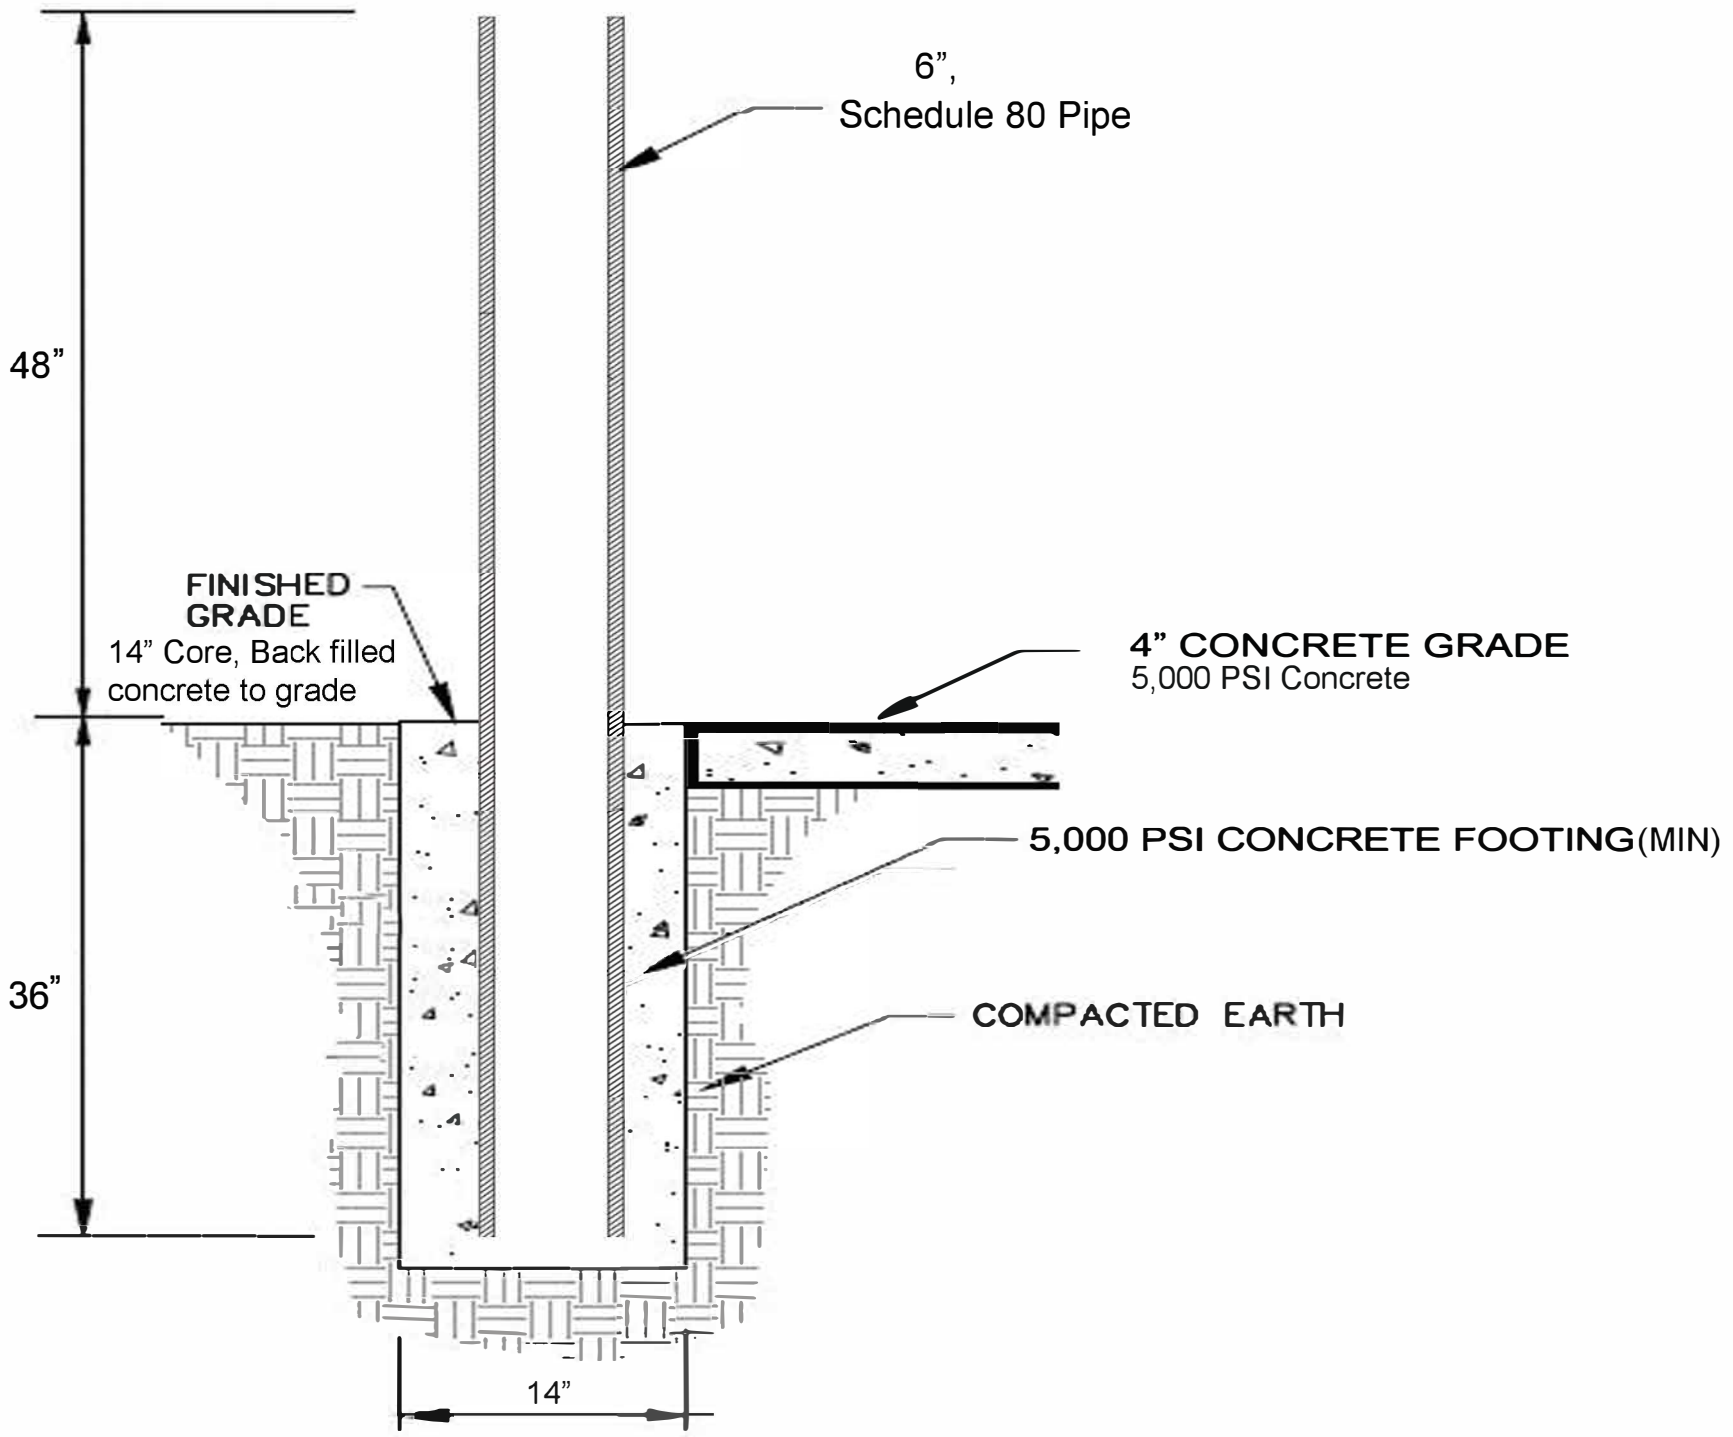 6”,
Schedule 80 Pipe
48”
FINISHED
GRADE
14” Core, Back filled
concrete to grade
4” CONCRETE GRADE
5,000 PSI Concrete
5,000 PSI CONCRETE FOOTING(MIN)
36”
COMPACTED EARTH
14”